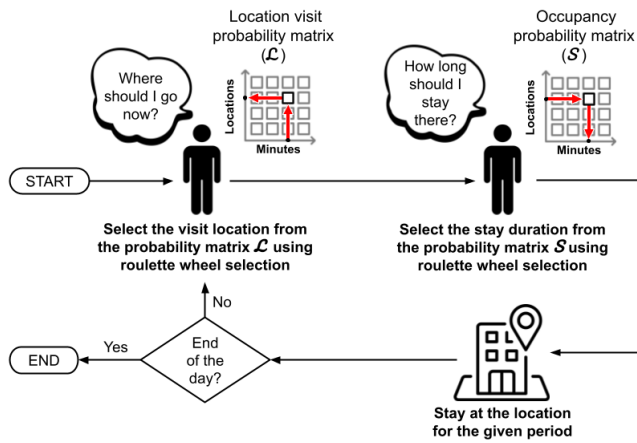 Location visit
probability matrix
(𝓛)
Where
should I go
now?
Locations
Minutes
Occupancy
probability matrix
(𝓢)
How long
should I
stay
there?
Locations
Minutes
START
Select the visit location from
the probability matrix 𝓛 using
roulette wheel selection
Select the stay duration from
the probability matrix 𝓢 using
roulette wheel selection
No
END
Yes
End
of the
day?
Stay at the location
for the given period